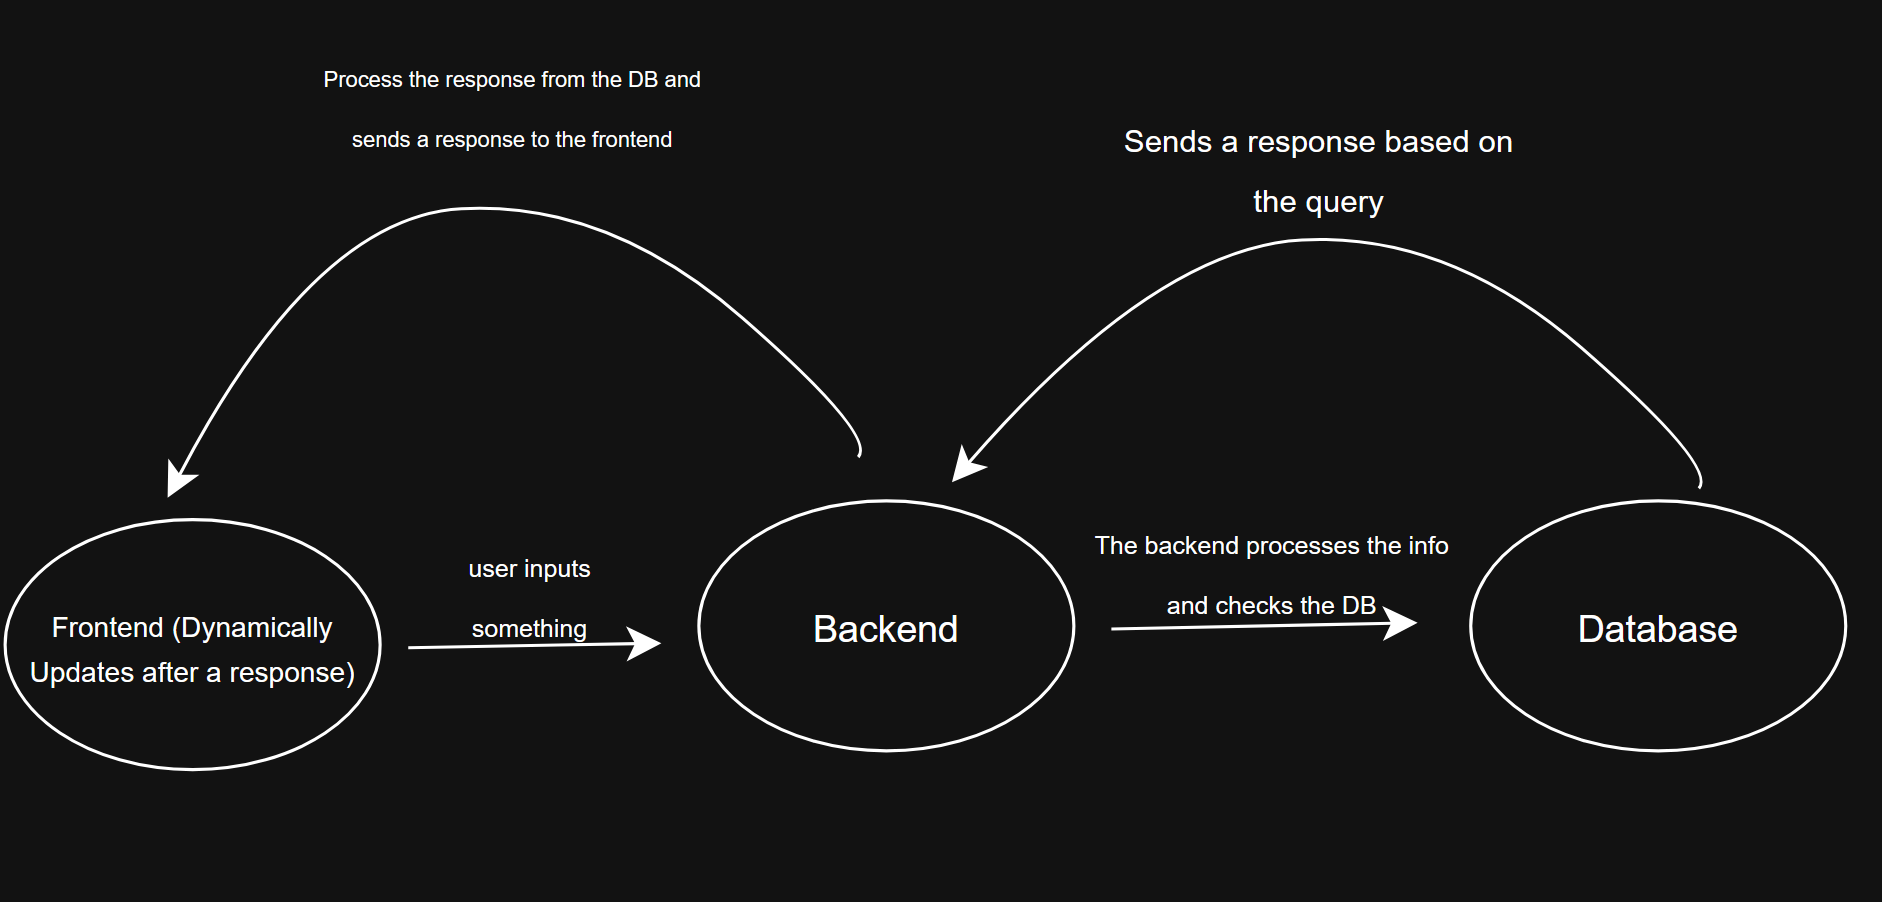 Process the response from the DB and
sends a response to the frontend
Sends a response based on
the query
Frontend (Dynamically
Updates after a response)
user inputs
something
Backend
The backend processes the info
and checks the DB
Database